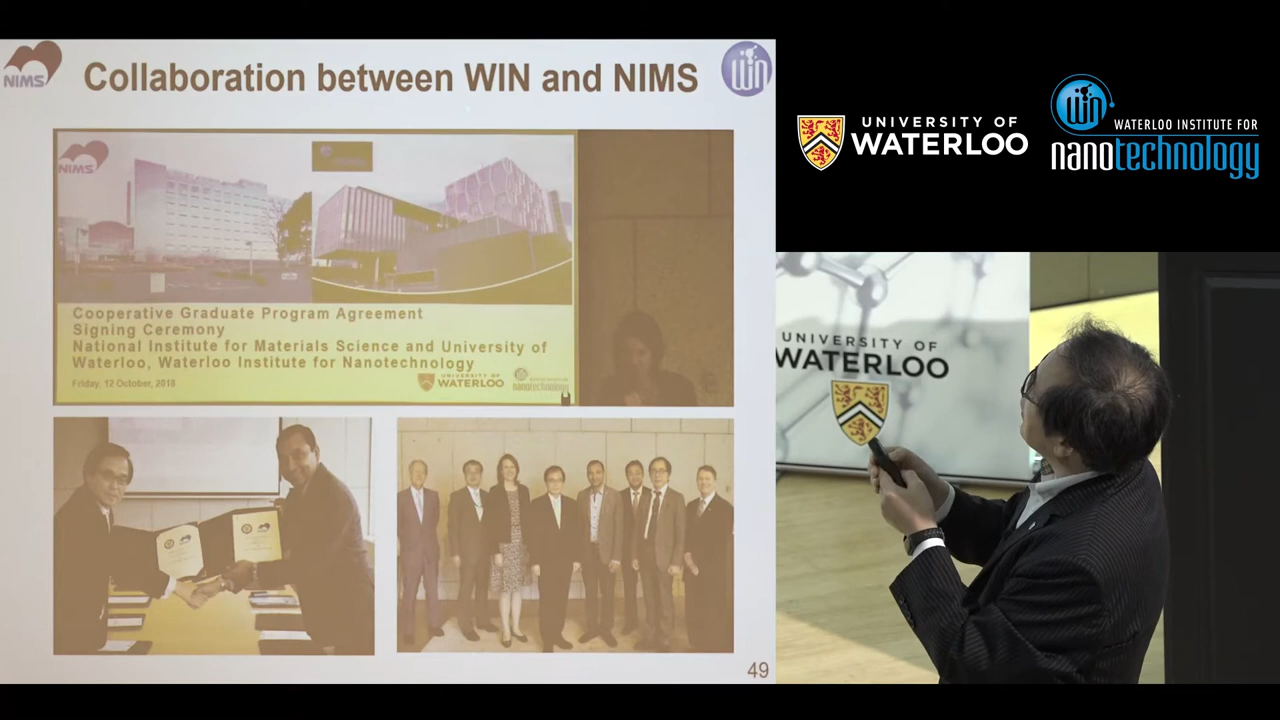 NIMS
Collaboration between WIN and NIMS
WIN
NIMS
Cooperative Graduate Program Agreement
Signing Ceremony
National Institute for Materials Science and University of
Waterloo, Waterloo Institute for Nanotechnology
Friday, 12 October, 2018
UNIVERSITY OF
WATERLOO
nanotechnology
49
UNIVERSITY OF
WATERLOO
WIN
WATERLOO INSTITUTE FOR
nanotechnology
UNIVERSITY OF
WATERLOO